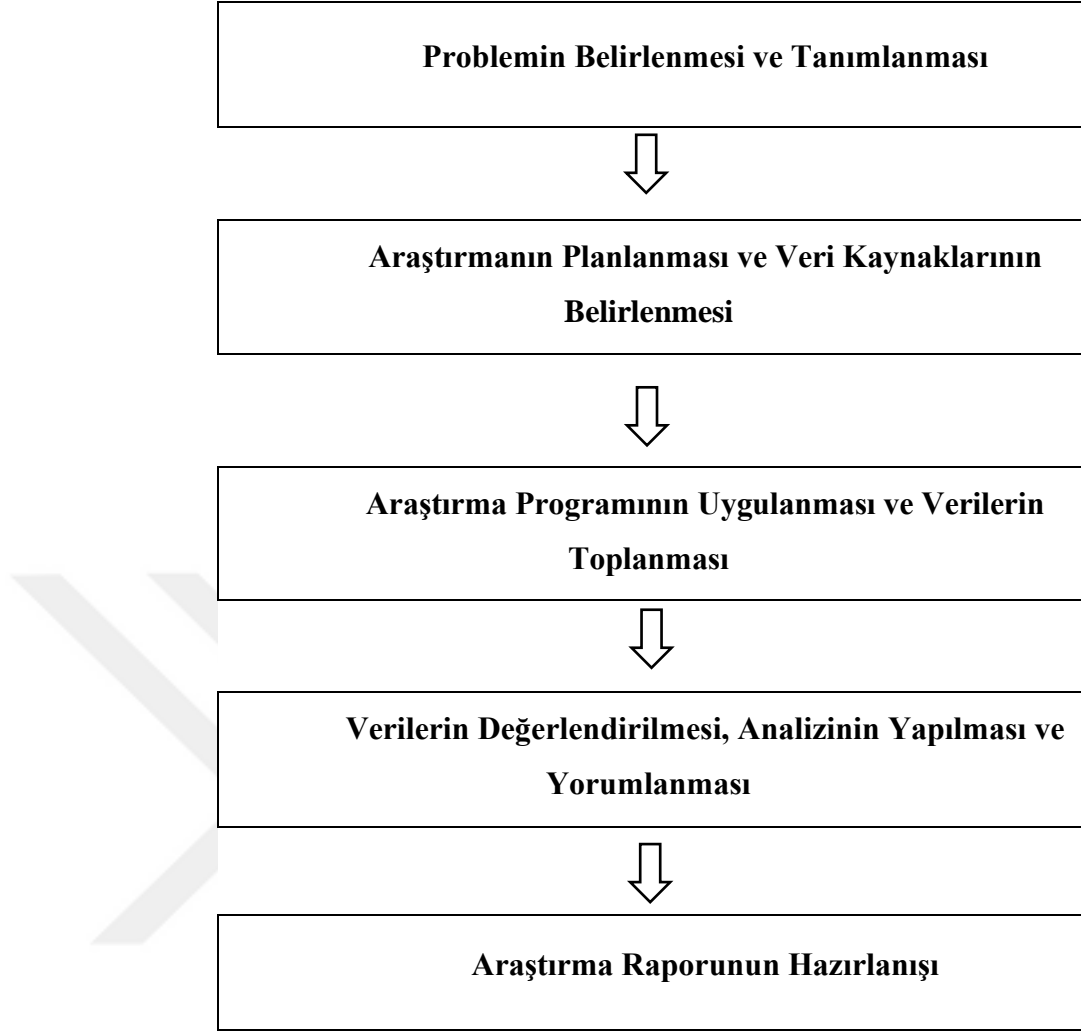 Problemin Belirlenmesi ve Tanımlanması
Araştırmanın Planlanması ve Veri Kaynaklarının
Belirlenmesi
Araştırma Programının Uygulanması ve Verilerin
Toplanması
Verilerin Değerlendirilmesi, Analizinin Yapılması ve
Yorumlanması
Araştırma Raporunun Hazırlanışı